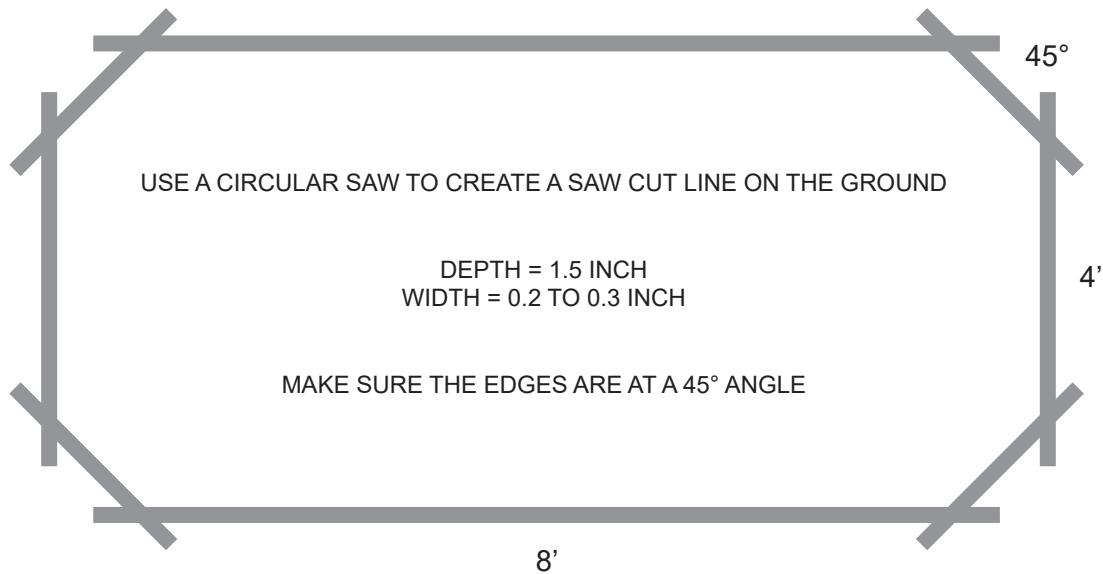 45°
USE A CIRCULAR SAW TO CREATE A SAW CUT LINE ON THE GROUND
DEPTH = 1.5 INCH
4’
WIDTH = 0.2 TO 0.3 INCH
MAKE SURE THE EDGES ARE AT A 45° ANGLE
8’